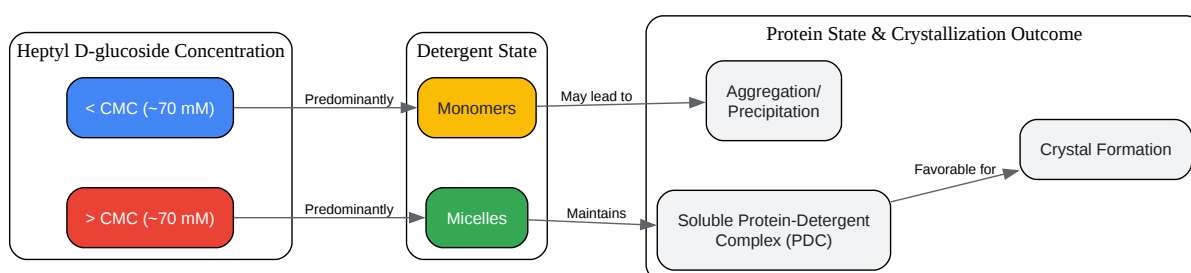 Heptyl D-glucoside Concentration
Detergent State
Protein State & Crystallization Outcome
< CMC (~70 mM)
Predominantly
Monomers
May lead to
Aggregation/
Precipitation
Crystal Formation
Favorable for
> CMC (~70 mM)
Predominantly
Micelles
Maintains
Soluble Protein-Detergent
Complex (PDC)